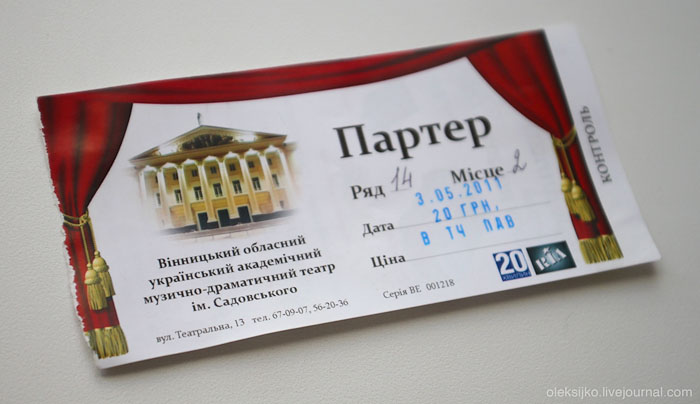 Партер
Ряд 14 Місце 2
3.05.2011
Дата 20 ГРН,
Ціна В ТЧ ПАВ
КОНТРОЛЬ
Вінницький обласний
український академічний
музично-драматичний театр
ім. Садовського
вул. Театральна, 13 тел. 67-09-07, 56-20-36
Серія ВЕ 001218
20
РІА
oleksijko.livejournal.com